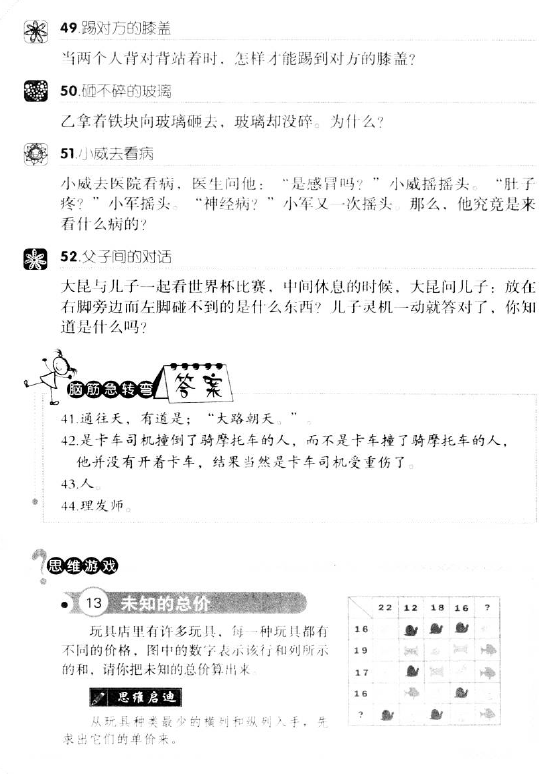 49.踢对方的膝盖
当两个人背对背站着时，怎样才能踢到对方的膝盖?
50.砸不碎的玻璃
乙拿着铁块向玻璃砸去，玻璃却没碎。为什么?
51.小威去看病
小威去医院看病，医生问他：“是感冒吗？”小威摇摇头。“肚子
疼？”小军摇头。“神经病？”小军又一次摇头。那么，他究竟是来
看什么病的?
52.父子间的对话
大昆与儿子一起看世界杯比赛，中间休息的时候，大昆问儿子：放在
右脚旁边而左脚碰不到的是什么东西？儿子灵机一动就答对了，你知
道是什么吗?
脑筋急转弯 答案
41.通往天，有道是：“大路朝天。”。
42.是卡车司机撞倒了骑摩托车的人，而不是卡车撞了骑摩托车的人，
他并没有开着卡车，结果当然是卡车司机受重伤了。
43.人。
44.理发师。
思维游戏
13 未知的总价
玩具店里有许多玩具，每一种玩具都有
不同的价格，图中的数字表示该行和列所示
的和，请你把未知的总价算出来。
思维启迪
从玩具种类最少的横列和纵列入手，先
求出它们的单价来。
22 12 18 16 ?
16
19
17
16
?